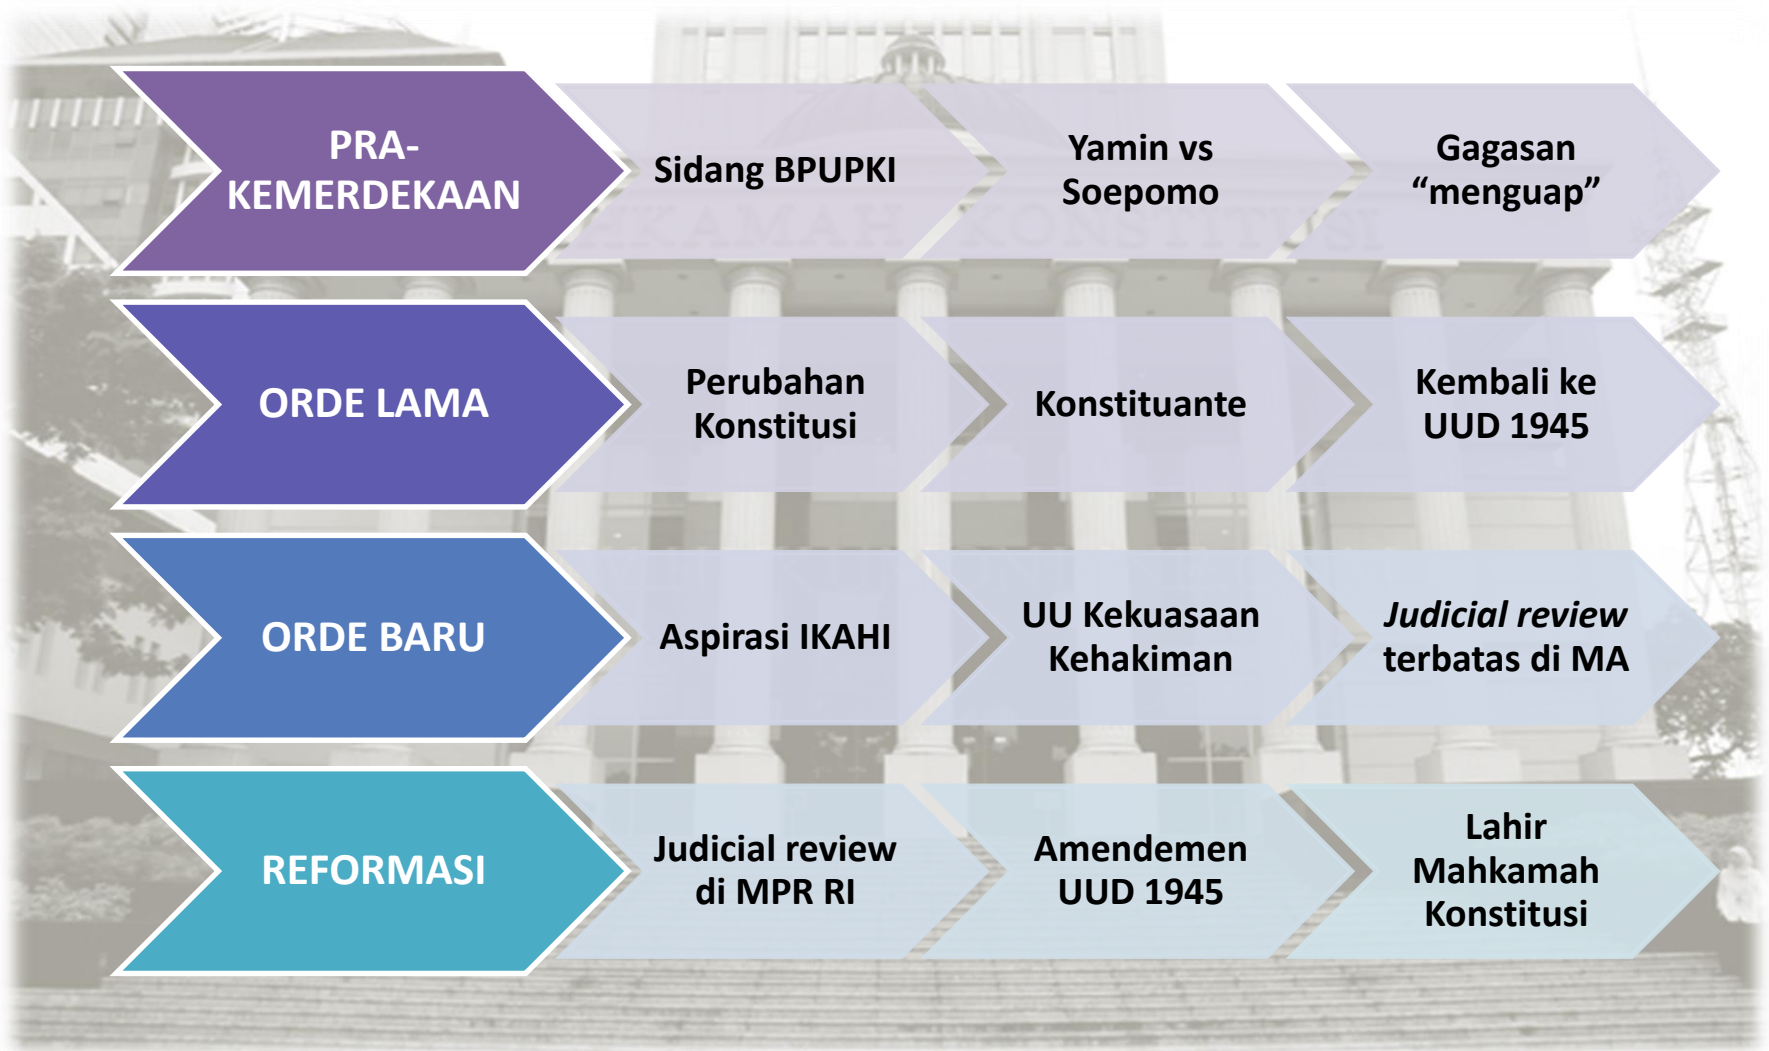 PRA-
KEMERDEKAAN
Sidang BPUPKI
Yamin vs
Soepomo
Gagasan
“menguap”
MAHKAMAH KONSTITUSI
ORDE LAMA
Perubahan
Konstitusi
Konstituante
Kembali ke
UUD 1945
ORDE BARU
Aspirasi IKAHI
UU Kekuasaan
Kehakiman
Judicial review
terbatas di MA
REFORMASI
Judicial review
di MPR RI
Amendemen
UUD 1945
Lahir
Mahkamah
Konstitusi